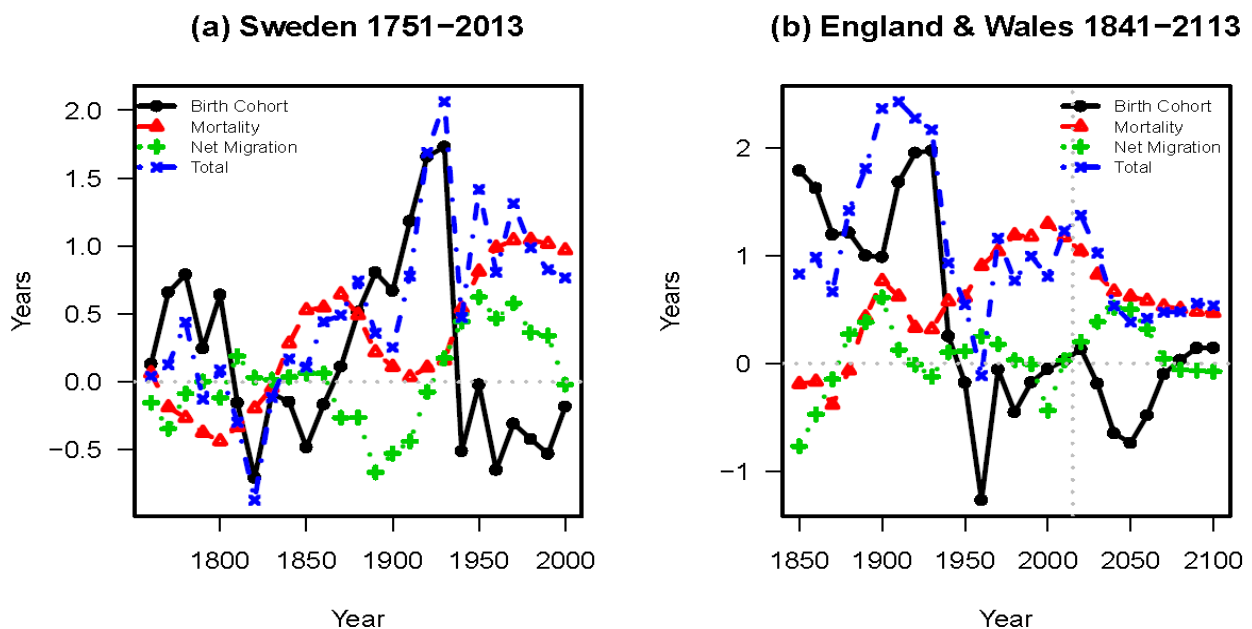 (a) Sweden 1751−2013
Birth Cohort
Mortality
Net Migration
Total
2.0
1.5
1.0
0.5
0.0
−0.5
Years
1800 1850 1900 1950 2000
Year
(b) England & Wales 1841−2113
Birth Cohort
Mortality
Net Migration
Total
2
1
0
−1
Years
1850 1900 1950 2000 2050 2100
Year